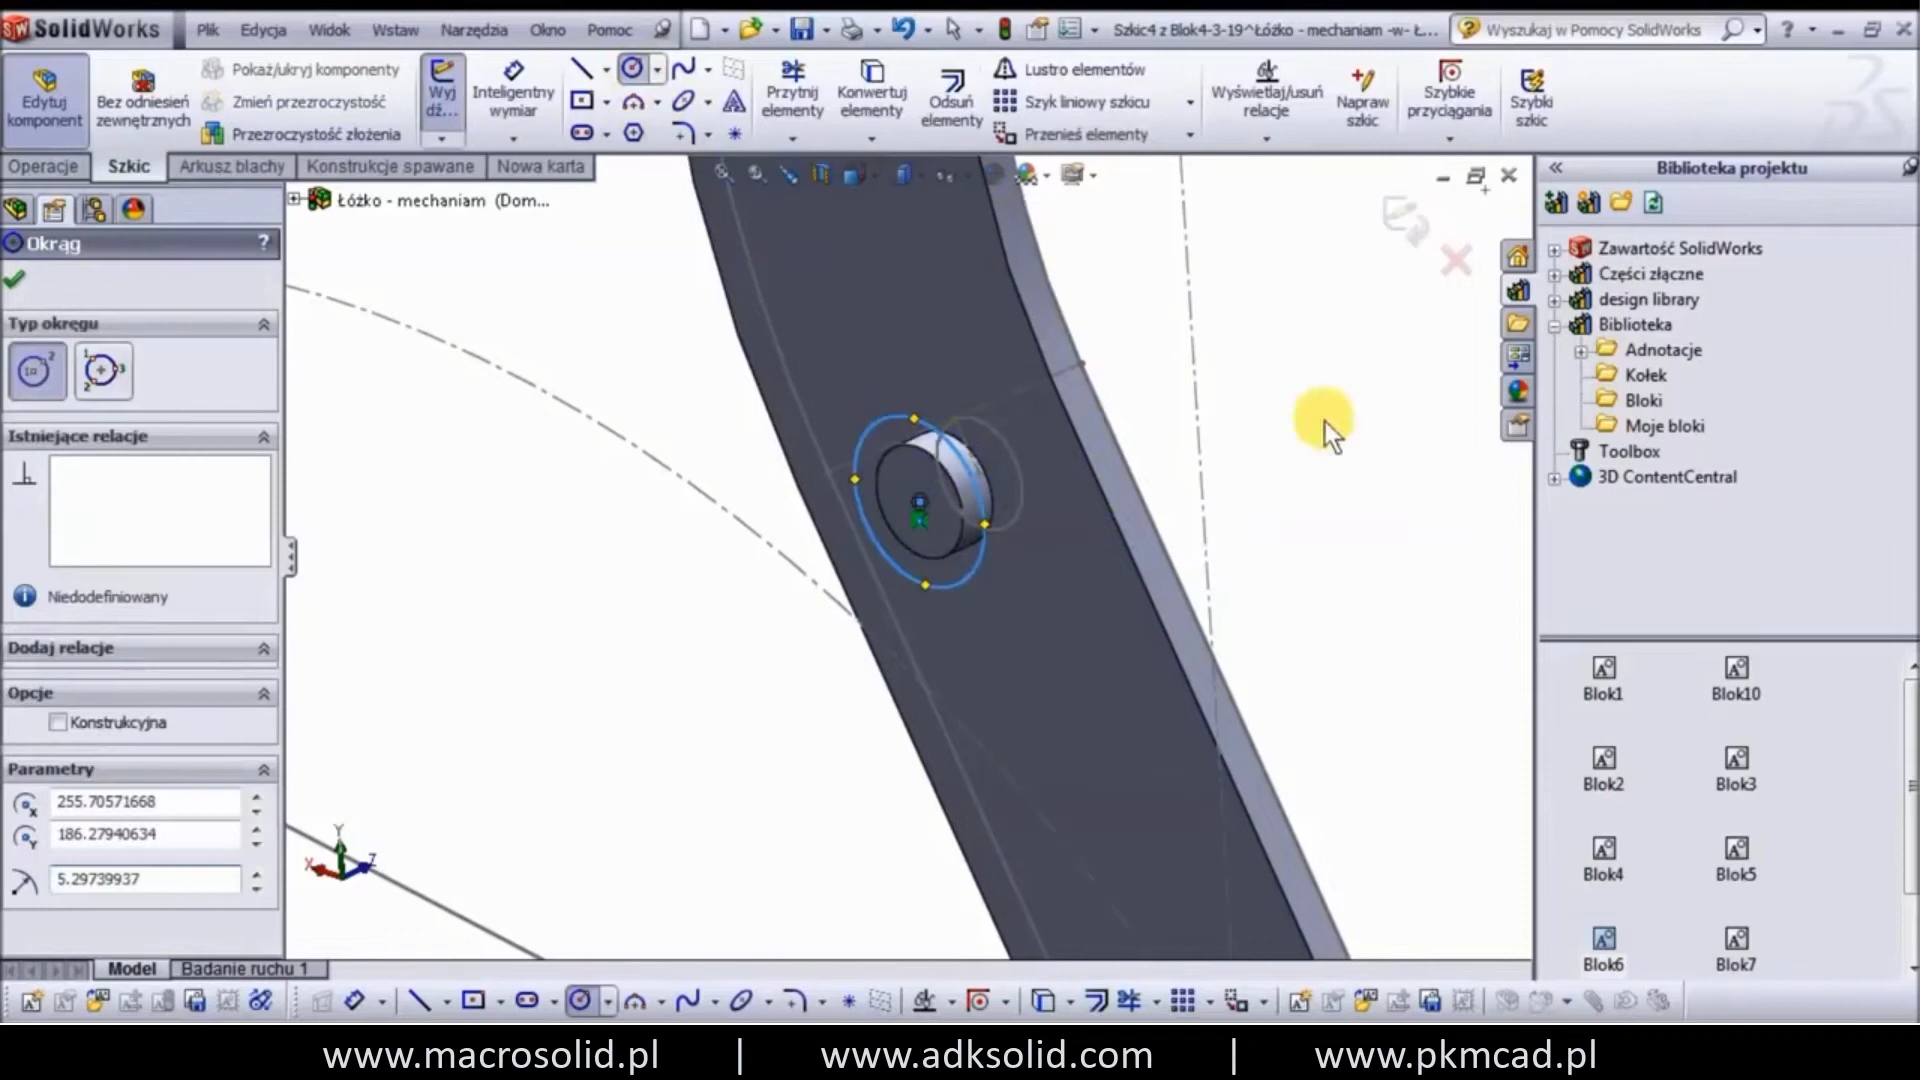 SolidWorks Plik Edycja Widok Wstaw Narzędzia Okno Pomoc Szkic4 z Blok4-3-19^Łóżko - mechaniam -w- Ł... Wyszukaj w Pomocy SolidWorks
Edytuj komponent
Bez odniesień zewnętrznych
Pokaż/ukryj komponenty
Zmień przezroczystość
Przezroczystość złożenia
Wyj dź...
Inteligentny wymiar
Przytnij elementy
Konwertuj elementy
Odsuń elementy
Lustro elementów
Szyk liniowy szkicu
Przenieś elementy
Wyświetlaj/usuń relacje
Napraw szkic
Szybkie przyciągania
Szybki szkic
Operacje Szkic Arkusz blachy Konstrukcje spawane Nowa karta
Łóżko - mechaniam (Dom...
Okrąg ?
Typ okręgu
Istniejące relacje
Niedodefiniowany
Dodaj relacje
Opcje
Konstrukcyjna
Parametry
255.70571668
186.27940634
5.29739937
Y
X
Z
Biblioteka projektu
Zawartość SolidWorks
Części złączne
design library
Biblioteka
Adnotacje
Kołek
Bloki
Moje bloki
Toolbox
3D ContentCentral
Blok1 Blok10
Blok2 Blok3
Blok4 Blok5
Blok6 Blok7
Model Badanie ruchu 1
www.macrosolid.pl | www.adksolid.com | www.pkmcad.pl